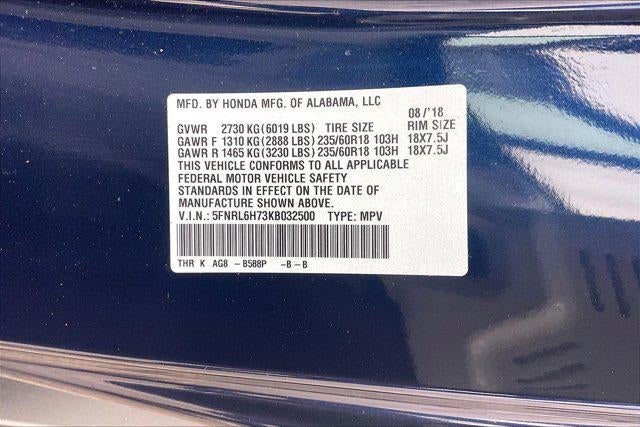 MFD. BY HONDA MFG. OF ALABAMA, LLC 08/'18
GVWR 2730 KG(6019 LBS) TIRE SIZE RIM SIZE
GAWR F 1310 KG(2888 LBS)235/60R18 103H 18X7.5J
GAWR R 1465 KG(3230 LBS)235/60R18 103H 18X7.5J
THIS VEHICLE CONFORMS TO ALL APPLICABLE
FEDERAL MOTOR VEHICLE SAFETY
STANDARDS IN EFFECT ON THE DATE OF
MANUFACTURE SHOWN ABOVE.
V.I.N.: 5FNRL6H73KB032500 TYPE: MPV
THR K AG8 - B588P -B-B